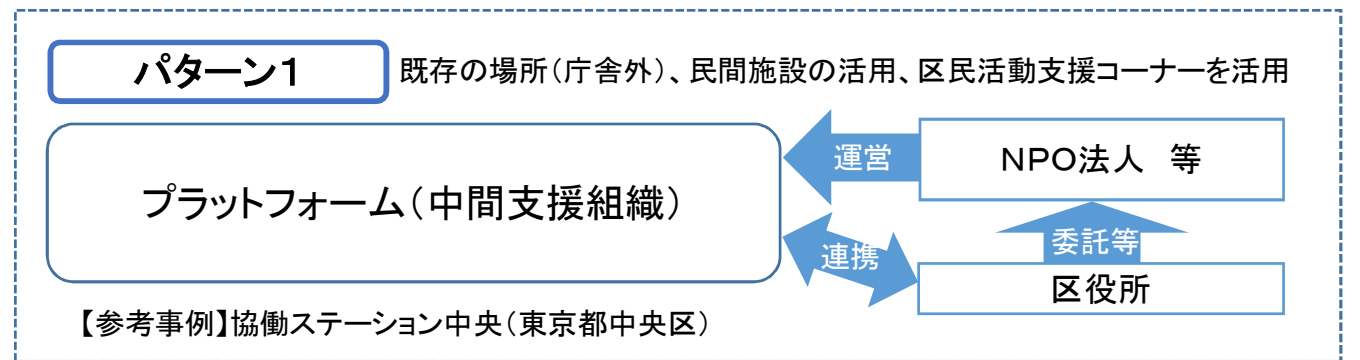 パターン1
既存の場所(庁舎外)、民間施設の活用、区民活動支援コーナーを活用
プラットフォーム(中間支援組織)
運営
NPO法人 等
連携
委託等
区役所
【参考事例】協働ステーション中央(東京都中央区)